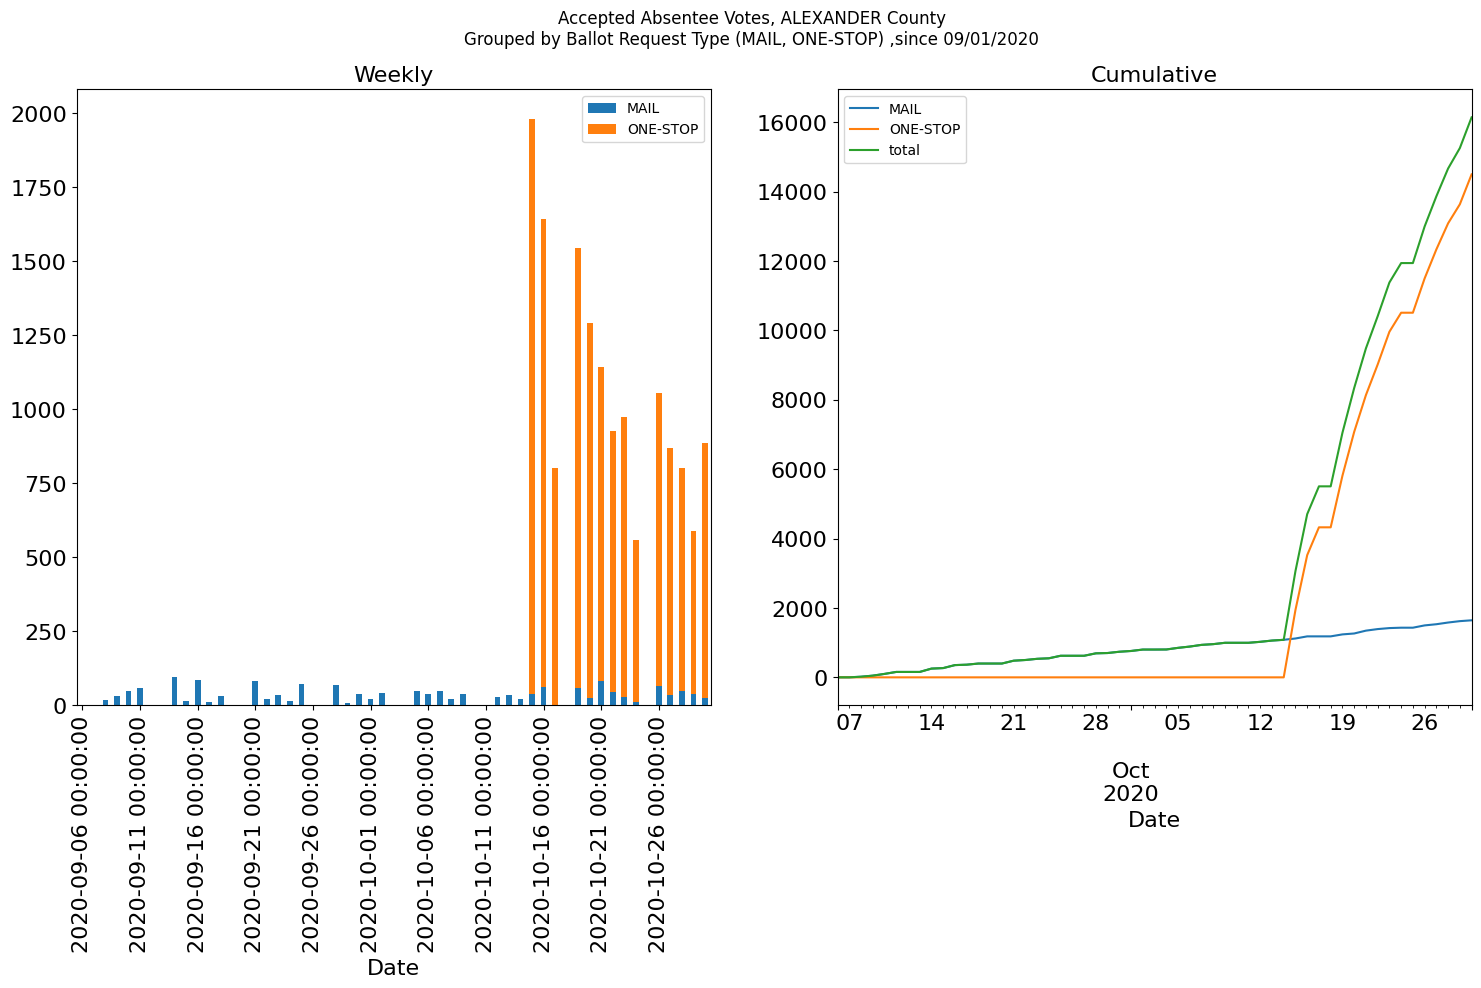 Accepted Absentee Votes, ALEXANDER County
Grouped by Ballot Request Type (MAIL, ONE-STOP) ,since 09/01/2020
Weekly
MAIL
ONE-STOP
2000
1750
1500
1250
1000
750
500
250
0
2020-09-06 00:00:00
2020-09-11 00:00:00
2020-09-16 00:00:00
2020-09-21 00:00:00
2020-09-26 00:00:00
2020-10-01 00:00:00
2020-10-06 00:00:00
2020-10-11 00:00:00
2020-10-16 00:00:00
2020-10-21 00:00:00
2020-10-26 00:00:00
Date
Cumulative
MAIL
ONE-STOP
total
16000
14000
12000
10000
8000
6000
4000
2000
0
07 14 21 28 05 12 19 26
Oct
2020
Date